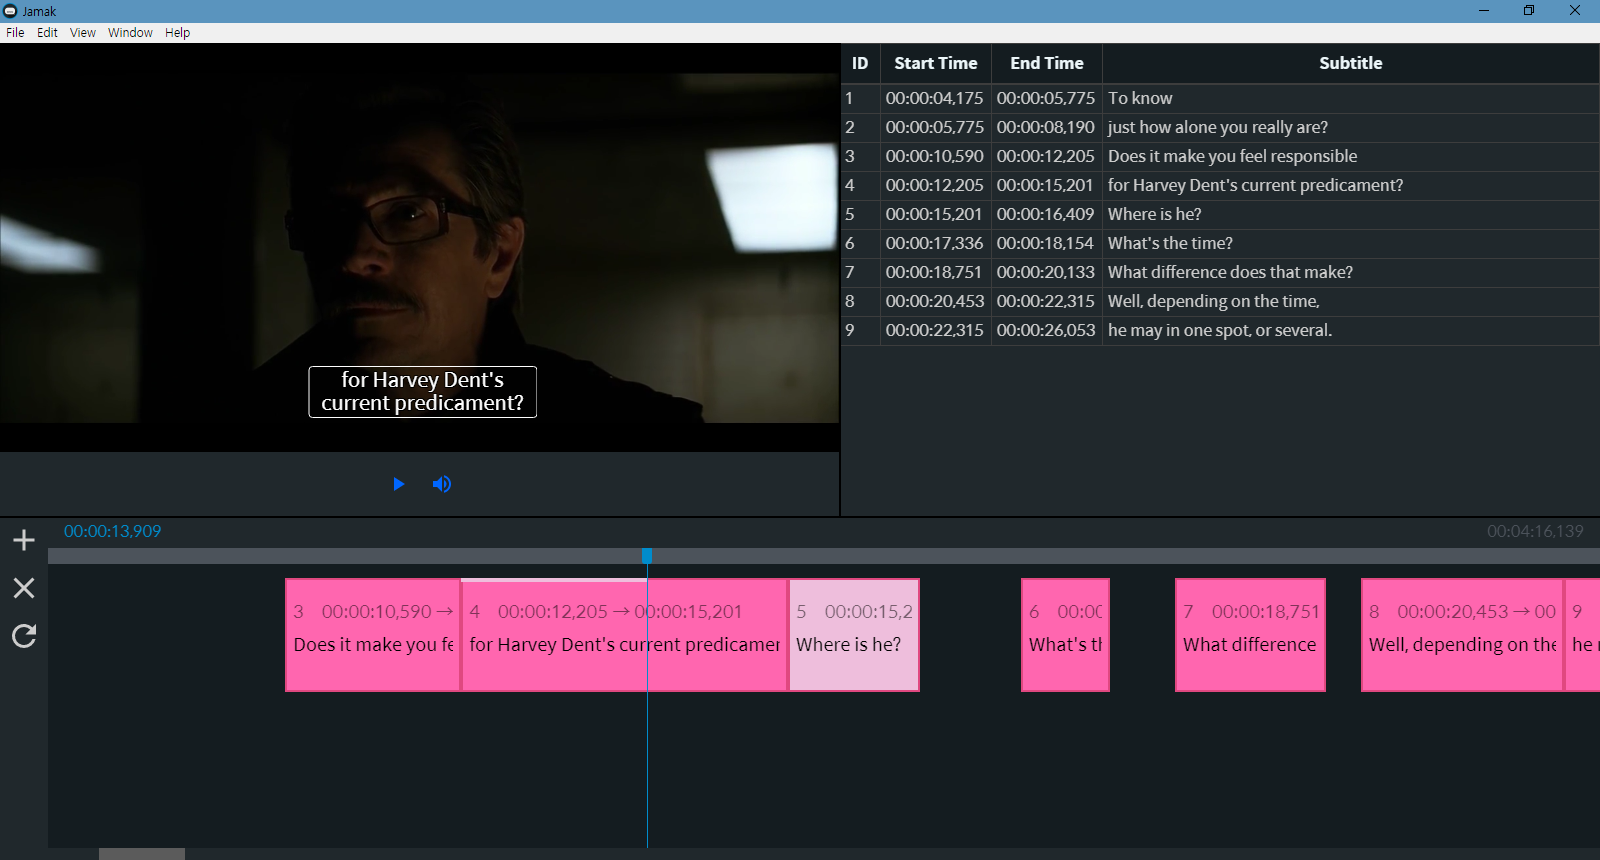 Jamak
File Edit View Window Help
for Harvey Dent's
current predicament?
ID Start Time End Time Subtitle
1 00:00:04,175 00:00:05,775 To know
2 00:00:05,775 00:00:08,190 just how alone you really are?
3 00:00:10,590 00:00:12,205 Does it make you feel responsible
4 00:00:12,205 00:00:15,201 for Harvey Dent's current predicament?
5 00:00:15,201 00:00:16,409 Where is he?
6 00:00:17,336 00:00:18,154 What's the time?
7 00:00:18,751 00:00:20,133 What difference does that make?
8 00:00:20,453 00:00:22,315 Well, depending on the time,
9 00:00:22,315 00:00:26,053 he may in one spot, or several.
00:00:13,909 00:04:16,139
3 00:00:10,590 →
Does it make you fe
4 00:00:12,205 → 00:00:15,201
for Harvey Dent's current predicamer
5 00:00:15,2
Where is he?
6 00:00
What's th
7 00:00:18,751
What difference
8 00:00:20,453 → 00
Well, depending on the
9
he